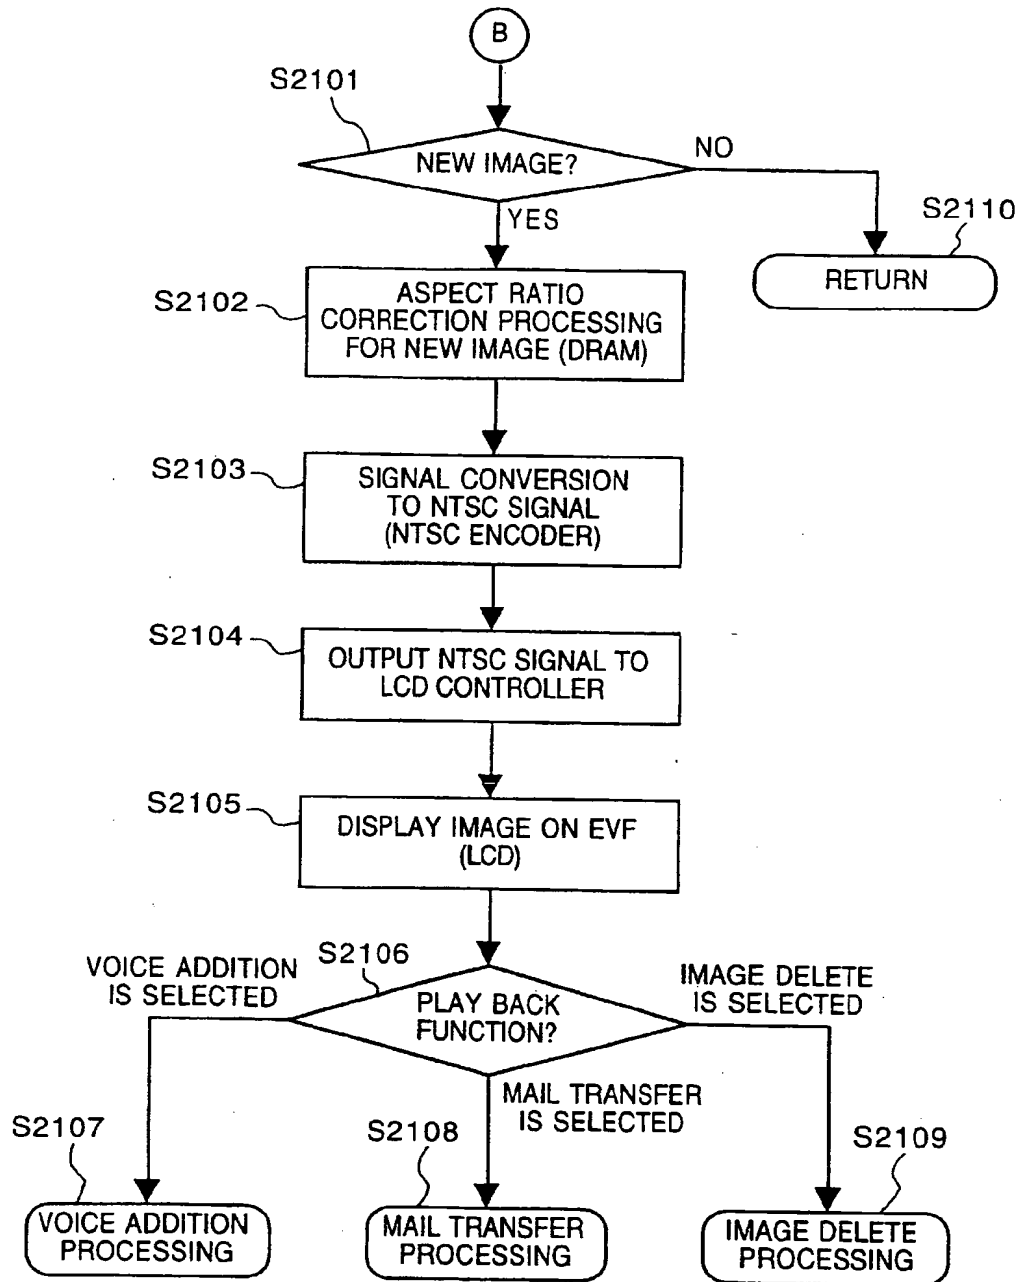 B
S2101
NEW IMAGE?
NO
YES
S2110
RETURN
S2102
ASPECT RATIO
CORRECTION PROCESSING
FOR NEW IMAGE (DRAM)
S2103
SIGNAL CONVERSION
TO NTSC SIGNAL
(NTSC ENCODER)
S2104
OUTPUT NTSC SIGNAL TO
LCD CONTROLLER
S2105
DISPLAY IMAGE ON EVF
(LCD)
S2106
VOICE ADDITION
IS SELECTED
PLAY BACK
FUNCTION?
IMAGE DELETE
IS SELECTED
MAIL TRANSFER
IS SELECTED
S2107
VOICE ADDITION
PROCESSING
S2108
MAIL TRANSFER
PROCESSING
S2109
IMAGE DELETE
PROCESSING